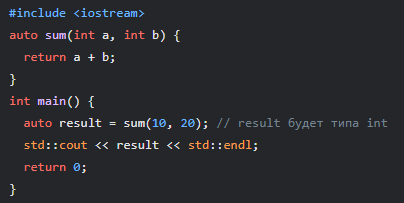 #include <iostream>
auto sum(int a, int b) {
  return a + b;
}
int main() {
  auto result = sum(10, 20); // result будет типа int
  std::cout << result << std::endl;
  return 0;
}